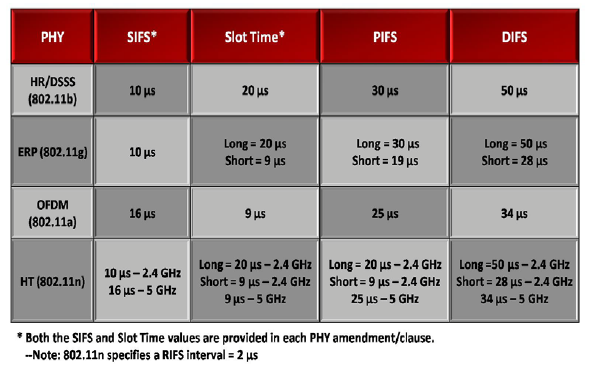 PHY SIFS* Slot Time* PIFS DIFS
HR/DSSS
(802.11b) 10 µs 20 µs 30 µs 50 µs
ERP (802.11g) 10 µs Long = 20 µs Long = 30 µs Long = 50 µs
Short = 9 µs Short = 19 µs Short = 28 µs
OFDM
(802.11a) 16 µs 9 µs 25 µs 34 µs
HT (802.11n) 10 µs – 2.4 GHz Long = 20 µs – 2.4 GHz Long = 20 µs – 2.4 GHz Long =50 µs – 2.4 GHz
16 µs – 5 GHz Short = 9 µs – 2.4 GHz Short = 9 µs – 2.4 GHz Short = 28 µs – 2.4 GHz
9 µs – 5 GHz 25 µs – 5 GHz 34 µs – 5 GHz
* Both the SIFS and Slot Time values are provided in each PHY amendment/clause.
--Note: 802.11n specifies a RIFS interval = 2 µs